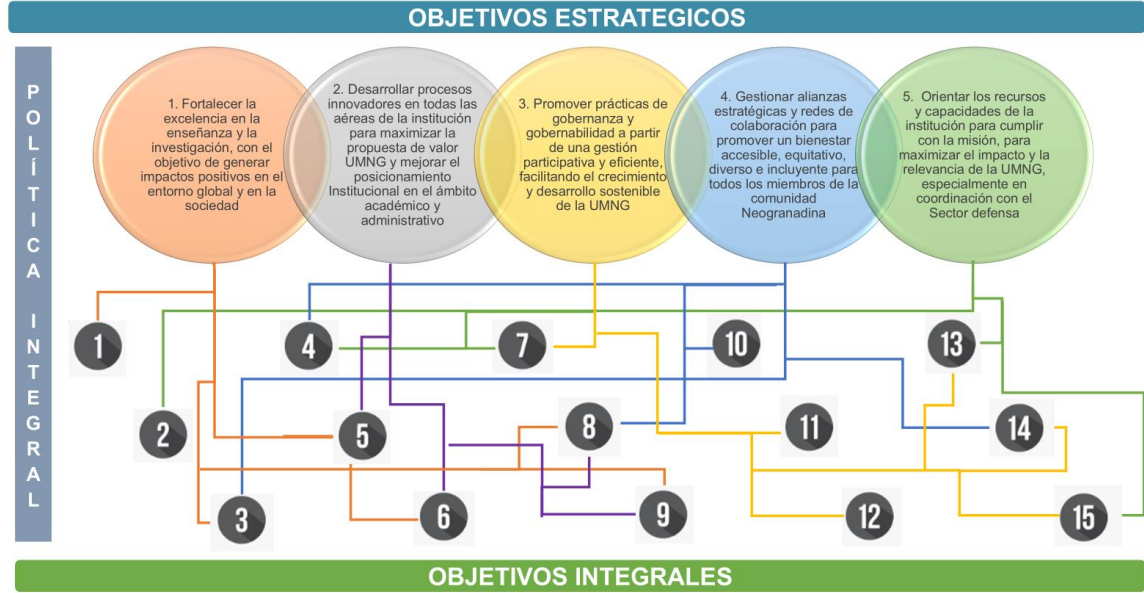 OBJETIVOS ESTRATEGICOS
POLÍTICA INTEGRAL
1. Fortalecer la
excelencia en la
enseñanza y la
investigación, con el
objetivo de generar
impactos positivos en el
entorno global y en la
sociedad
2. Desarrollar procesos
innovadores en todas las
aéreas de la institución
para maximizar la
propuesta de valor
UMNG y mejorar el
posicionamiento
Institucional en el ámbito
académico y
administrativo
3. Promover prácticas de
gobernanza y
gobernabilidad a partir
de una gestión
participativa y eficiente,
facilitando el crecimiento
y desarrollo sostenible
de la UMNG
4. Gestionar alianzas
estratégicas y redes de
colaboración para
promover un bienestar
accesible, equitativo,
diverso e incluyente para
todos los miembros de la
comunidad
Neogranadina
5. Orientar los recursos
y capacidades de la
institución para cumplir
con la misión, para
maximizar el impacto y la
relevancia de la UMNG,
especialmente en
coordinación con el
Sector defensa
1
4
7
10
13
2
5
8
11
14
3
6
9
12
15
OBJETIVOS INTEGRALES